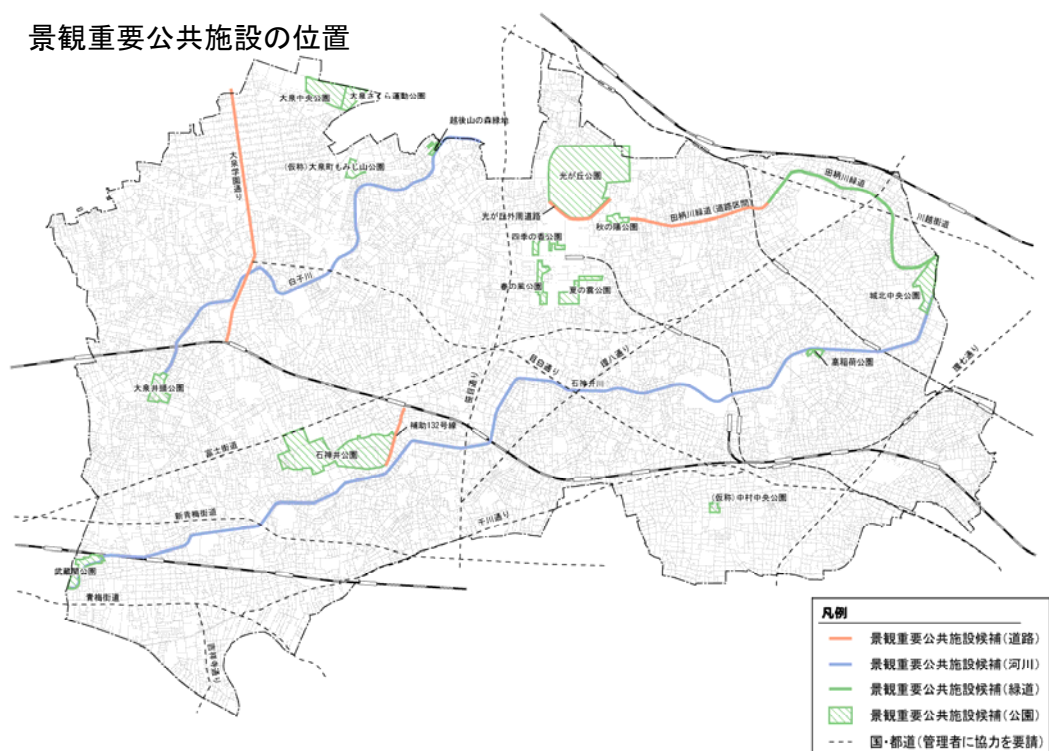 景観重要公共施設の位置
大泉中央公園
大泉さくら運動公園
越後山の森緑地
大泉学園通り
(仮称)大泉町もみじ山公園
光が丘公園
田柄川緑道
光が丘外周道路
田柄川緑道(道路区間)
川越街道
秋の陽公園
四季の香公園
白子川
春の風公園
夏の雲公園
城北中央公園
環八通り
目白通り
高稲荷公園
環七通り
笹目通り
石神井川
大泉井頭公園
補助132号線
富士街道
石神井公園
(仮称)中村中央公園
新青梅街道
千川通り
武蔵関公園
青梅街道
吉祥寺通り
凡例
景観重要公共施設候補(道路)
景観重要公共施設候補(河川)
景観重要公共施設候補(緑道)
景観重要公共施設候補(公園)
国・都道(管理者に協力を要請)